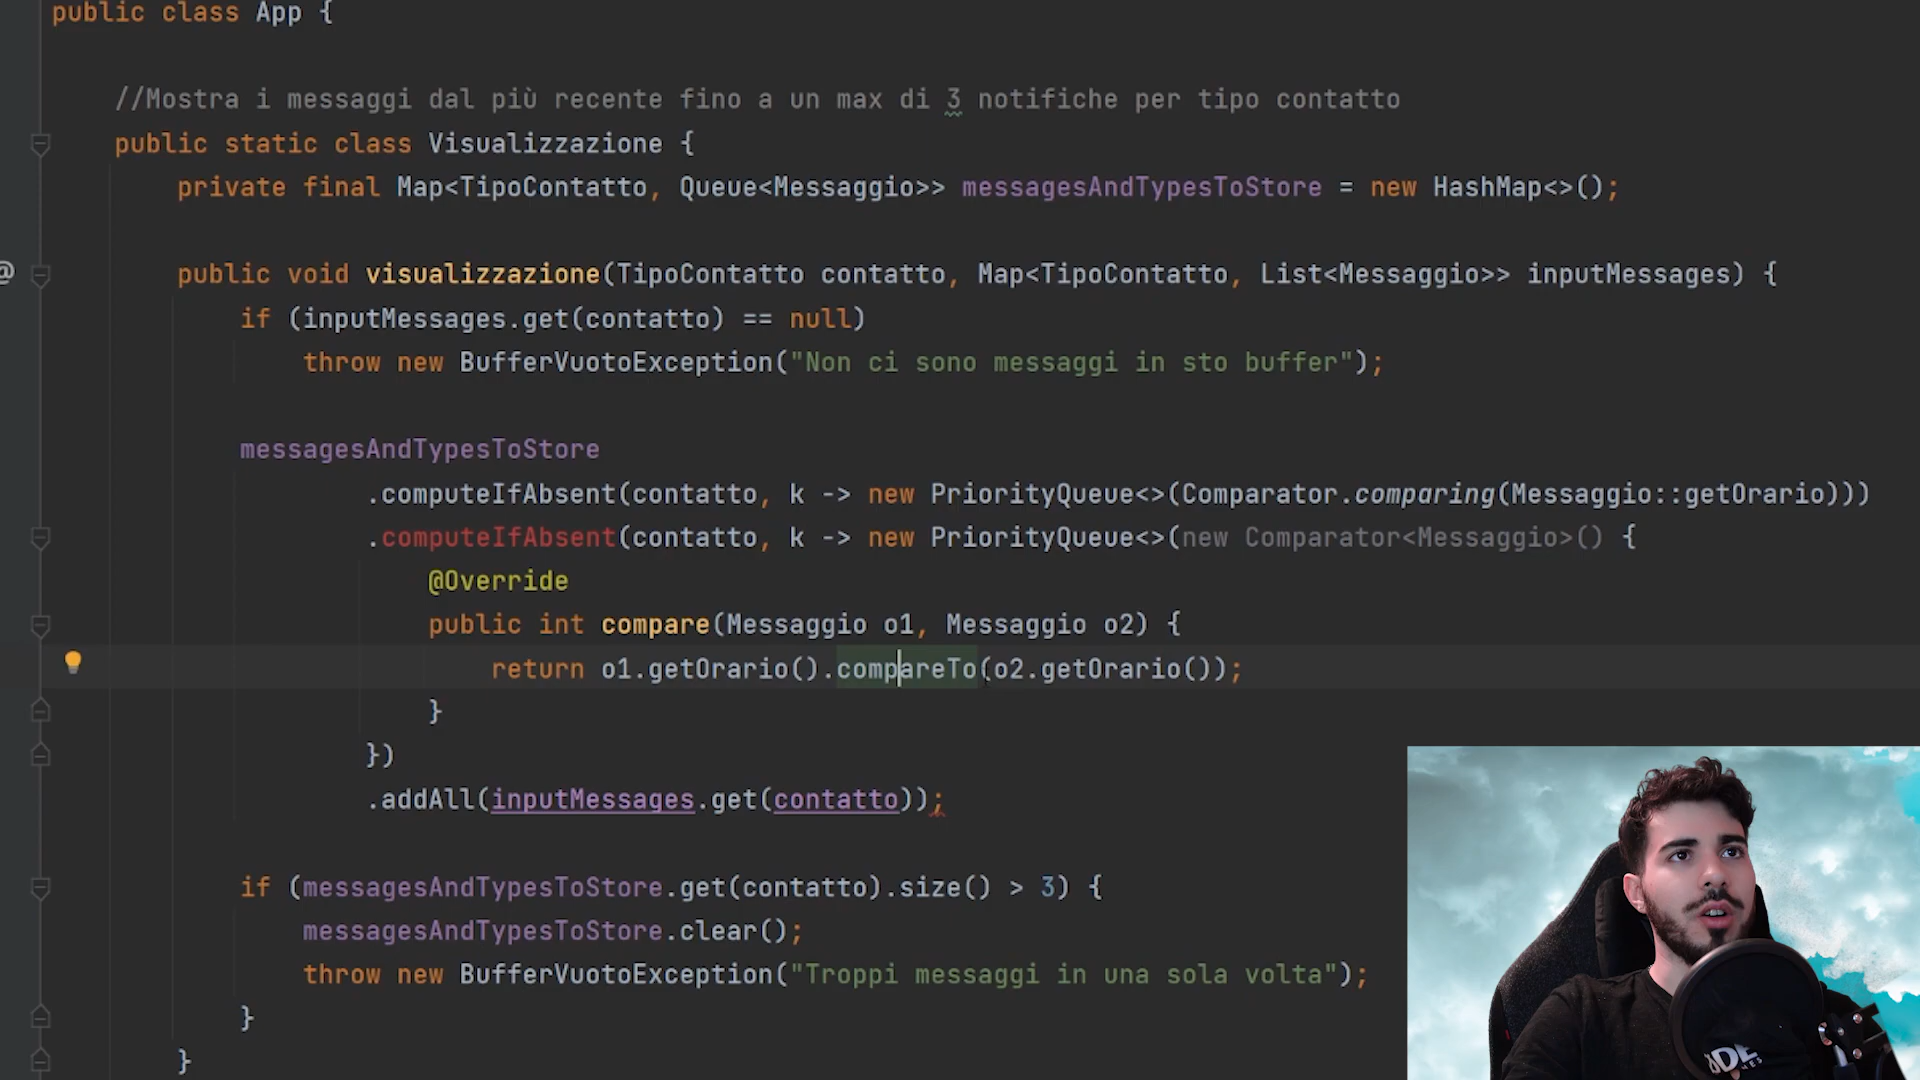 public class App {
//Mostra i messaggi dal più recente fino a un max di 3 notifiche per tipo contatto
public static class Visualizzazione {
private final Map<TipoContatto, Queue<Messaggio>> messagesAndTypesToStore = new HashMap<>();
@
public void visualizzazione(TipoContatto contatto, Map<TipoContatto, List<Messaggio>> inputMessages) {
if (inputMessages.get(contatto) == null)
throw new BufferVuotoException("Non ci sono messaggi in sto buffer");
messagesAndTypesToStore
.computeIfAbsent(contatto, k -> new PriorityQueue<>(Comparator.comparing(Messaggio::getOrario)))
.computeIfAbsent(contatto, k -> new PriorityQueue<>(new Comparator<Messaggio>() {
@Override
public int compare(Messaggio o1, Messaggio o2) {
return o1.getOrario().compareTo(o2.getOrario());
}
})
.addAll(inputMessages.get(contatto));
if (messagesAndTypesToStore.get(contatto).size() > 3) {
messagesAndTypesToStore.clear();
throw new BufferVuotoException("Troppi messaggi in una sola volta");
}
}